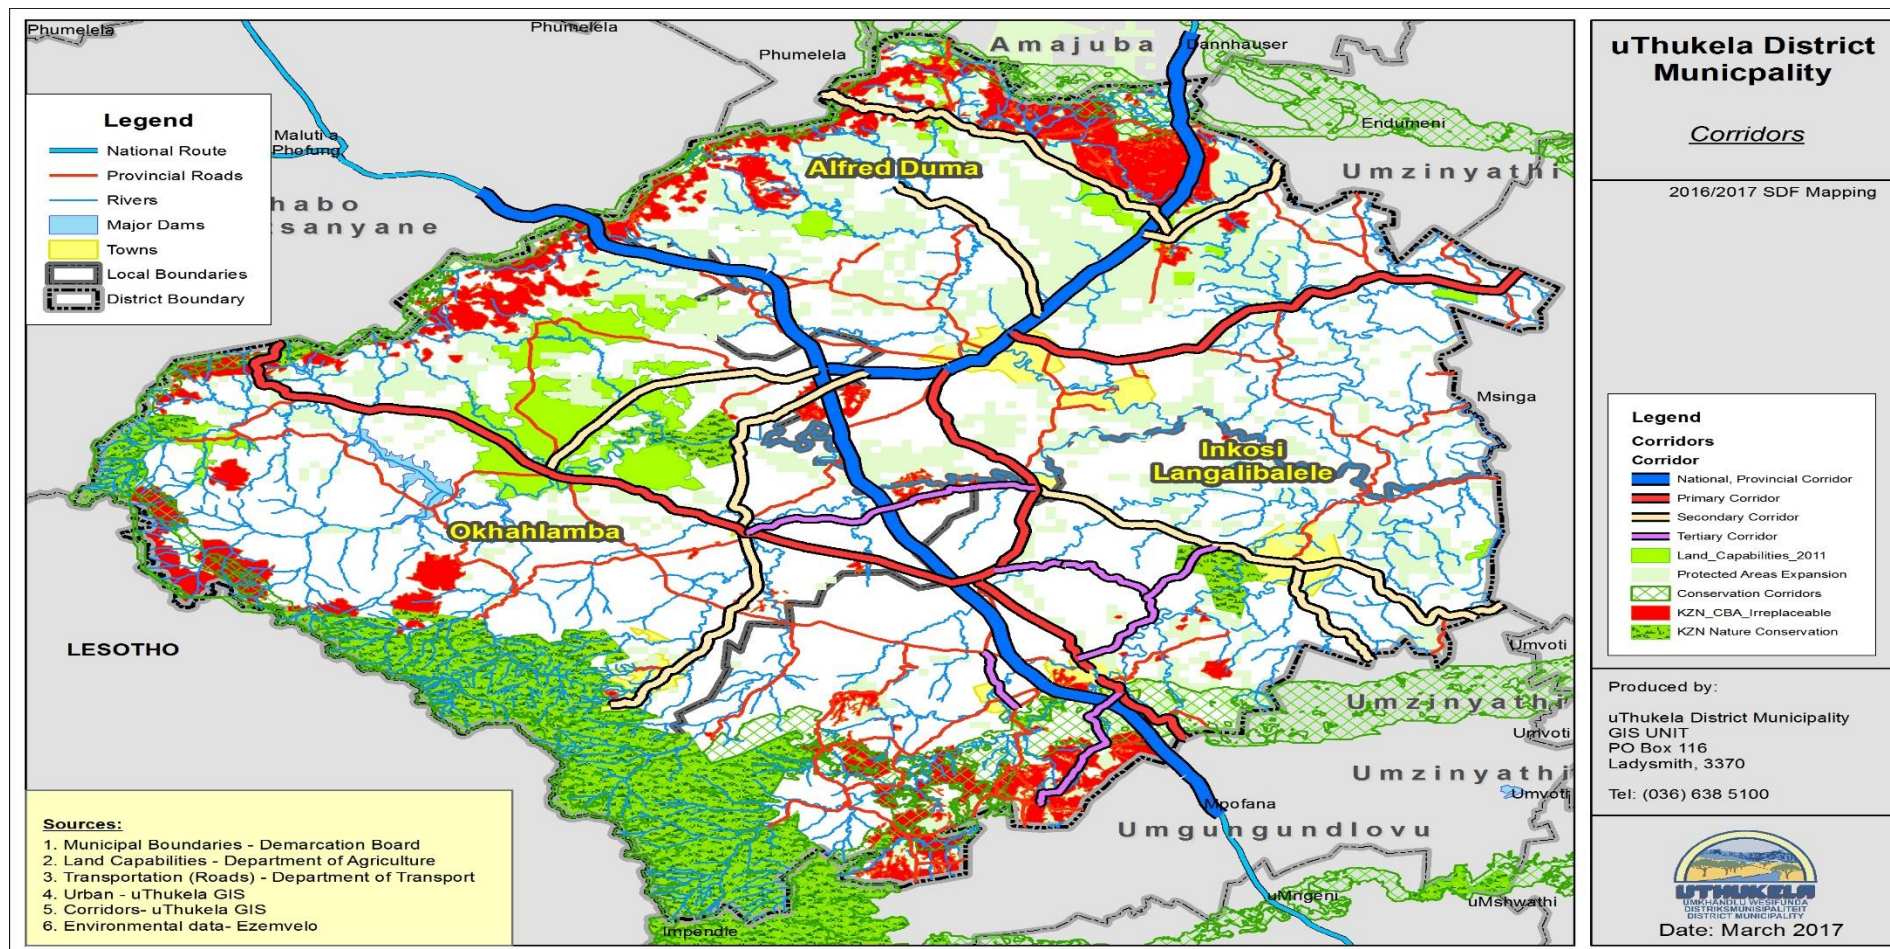 Phumelela
Phumelela
Phumelela
Amajuba
Dannhauser
Legend
National Route
Provincial Roads
Rivers
Major Dams
Towns
Local Boundaries
District Boundary
Maluti a
Phofung
habo
tsanyane
Endumeni
Umzinyathi
Alfred Duma
Msinga
Inkosi
Langalibalele
Okhahlamba
LESOTHO
Umvoti
Umzinyathi
Umvoti
Umzinyathi
Umvoti
Mpofana
Umgungundlovu
uMngeni
uMshwathi
Impendle
Sources:
1. Municipal Boundaries - Demarcation Board
2. Land Capabilities - Department of Agriculture
3. Transportation (Roads) - Department of Transport
4. Urban - uThukela GIS
5. Corridors- uThukela GIS
6. Environmental data- Ezemvelo
uThukela District
Municpality
Corridors
2016/2017 SDF Mapping
Legend
Corridors
Corridor
National, Provincial Corridor
Primary Corridor
Secondary Corridor
Tertiary Corridor
Land_Capabilities_2011
Protected Areas Expansion
Conservation Corridors
KZN_CBA_Irreplaceable
KZN Nature Conservation
Produced by:
uThukela District Municipality
GIS UNIT
PO Box 116
Ladysmith, 3370
Tel: (036) 638 5100
UTHUKELA
UMKHANDLU WESIFUNDA
DISTRIKSMUNISIPALITEIT
DISTRICT MUNICIPALITY
Date: March 2017